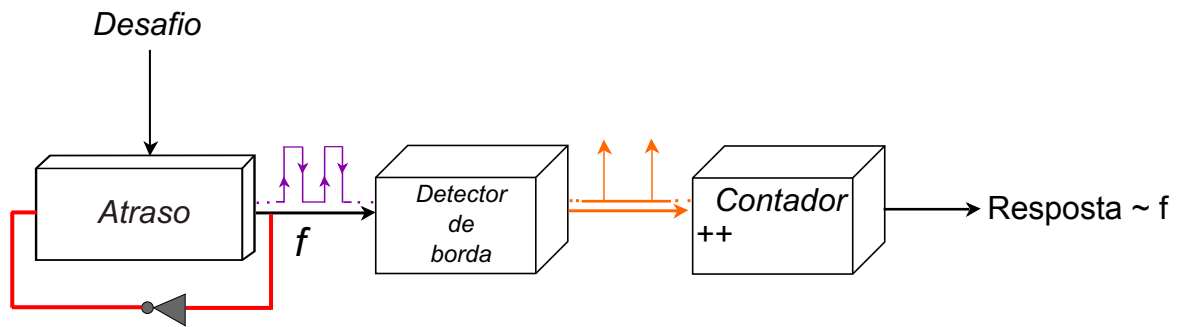 Desafio
Atraso
f
Detector
de
borda
Contador
++
Resposta ~ f